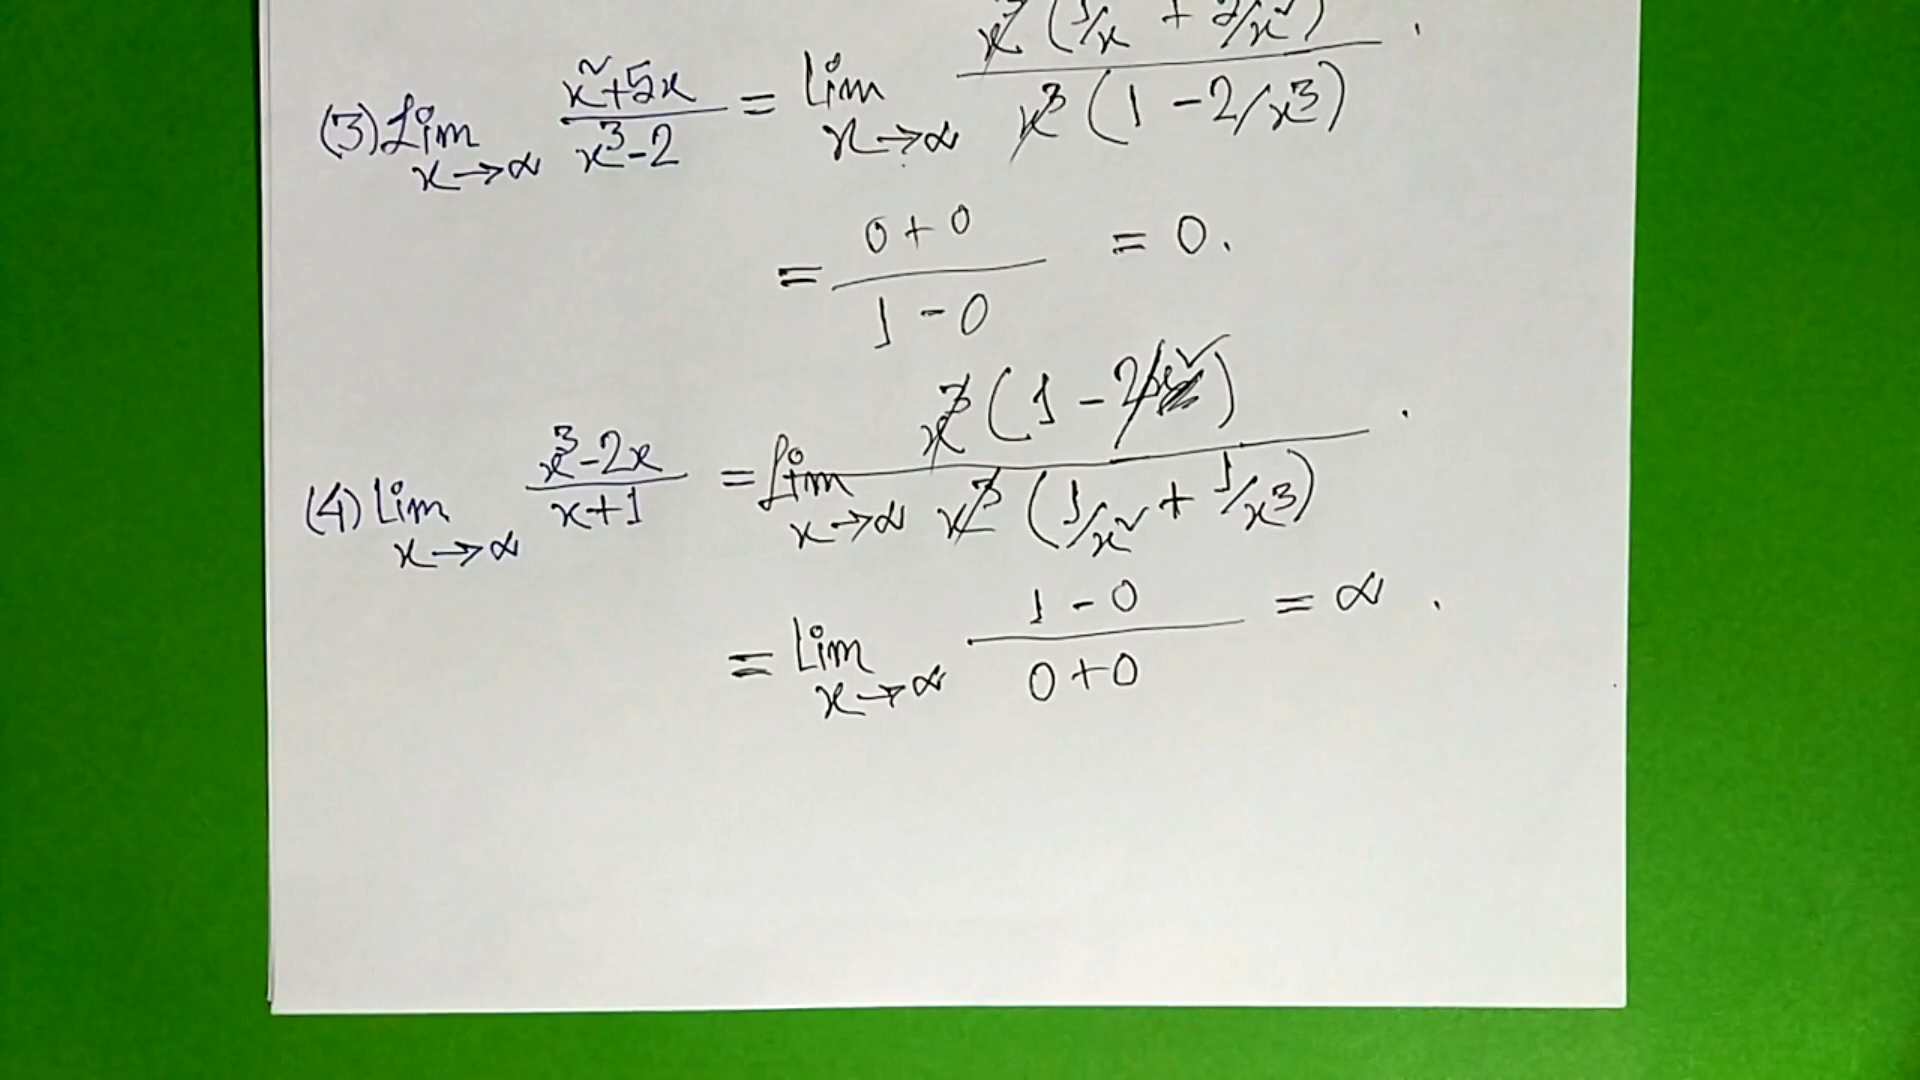 (3) Lim x→∞ x²+5x / x³-2 = lim x→∞ x³ (1/x + 2/x²) / x³ (1 - 2/x³)
= 0+0 / 1-0 = 0.
(4) lim x→∞ x³-2x / x+1 = Lim x→∞ x³ (1 - 2/x²) / x³ (1/x² + 1/x³)
= lim x→∞ 1-0 / 0+0 = ∞.